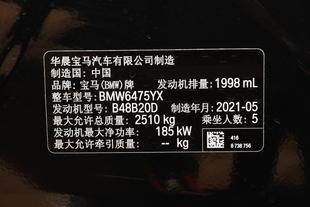 华晨宝马汽车有限公司制造
制造国：中国
品牌：宝马(BMW)牌 发动机排量：1998 mL
整车型号：BMW6475YX
发动机型号：B48B20D 制造年月：2021-05
最大允许总质量：2510 kg 乘坐人数：5
发动机最大净功率：185 kW
最大允许牵引质量：-- kg
416
8 738 756